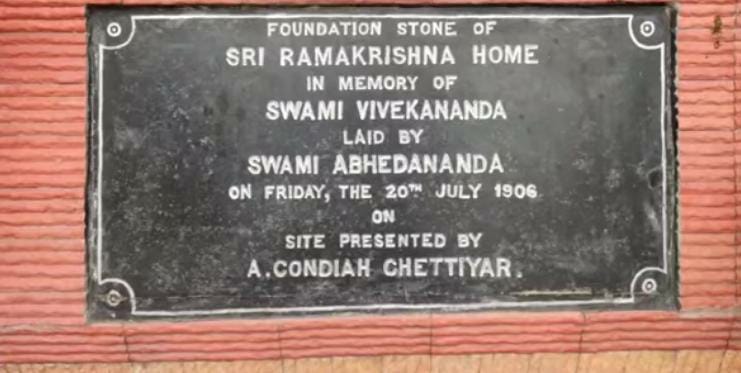 FOUNDATION STONE OF
SRI RAMAKRISHNA HOME
IN MEMORY OF
SWAMI VIVEKANANDA
LAID BY
SWAMI ABHEDANANDA
ON FRIDAY, THE 20TH JULY 1906
ON
SITE PRESENTED BY
A.CONDIAH CHETTIYAR.